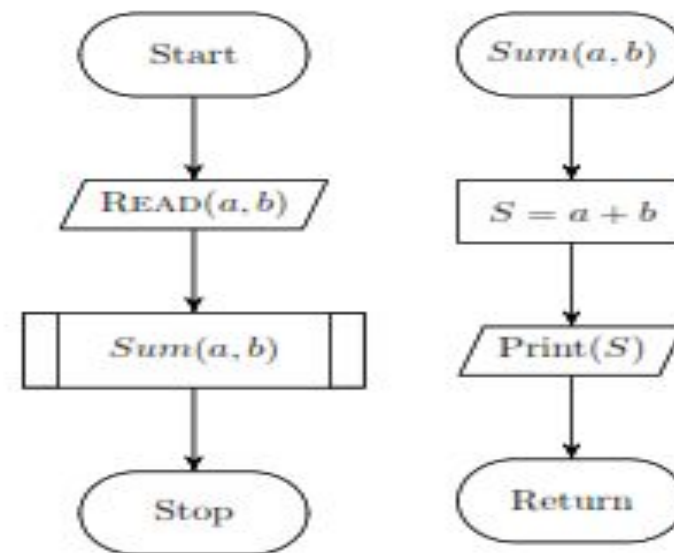 Start
READ(a, b)
Sum(a, b)
Stop
Sum(a, b)
S = a + b
Print(S)
Return